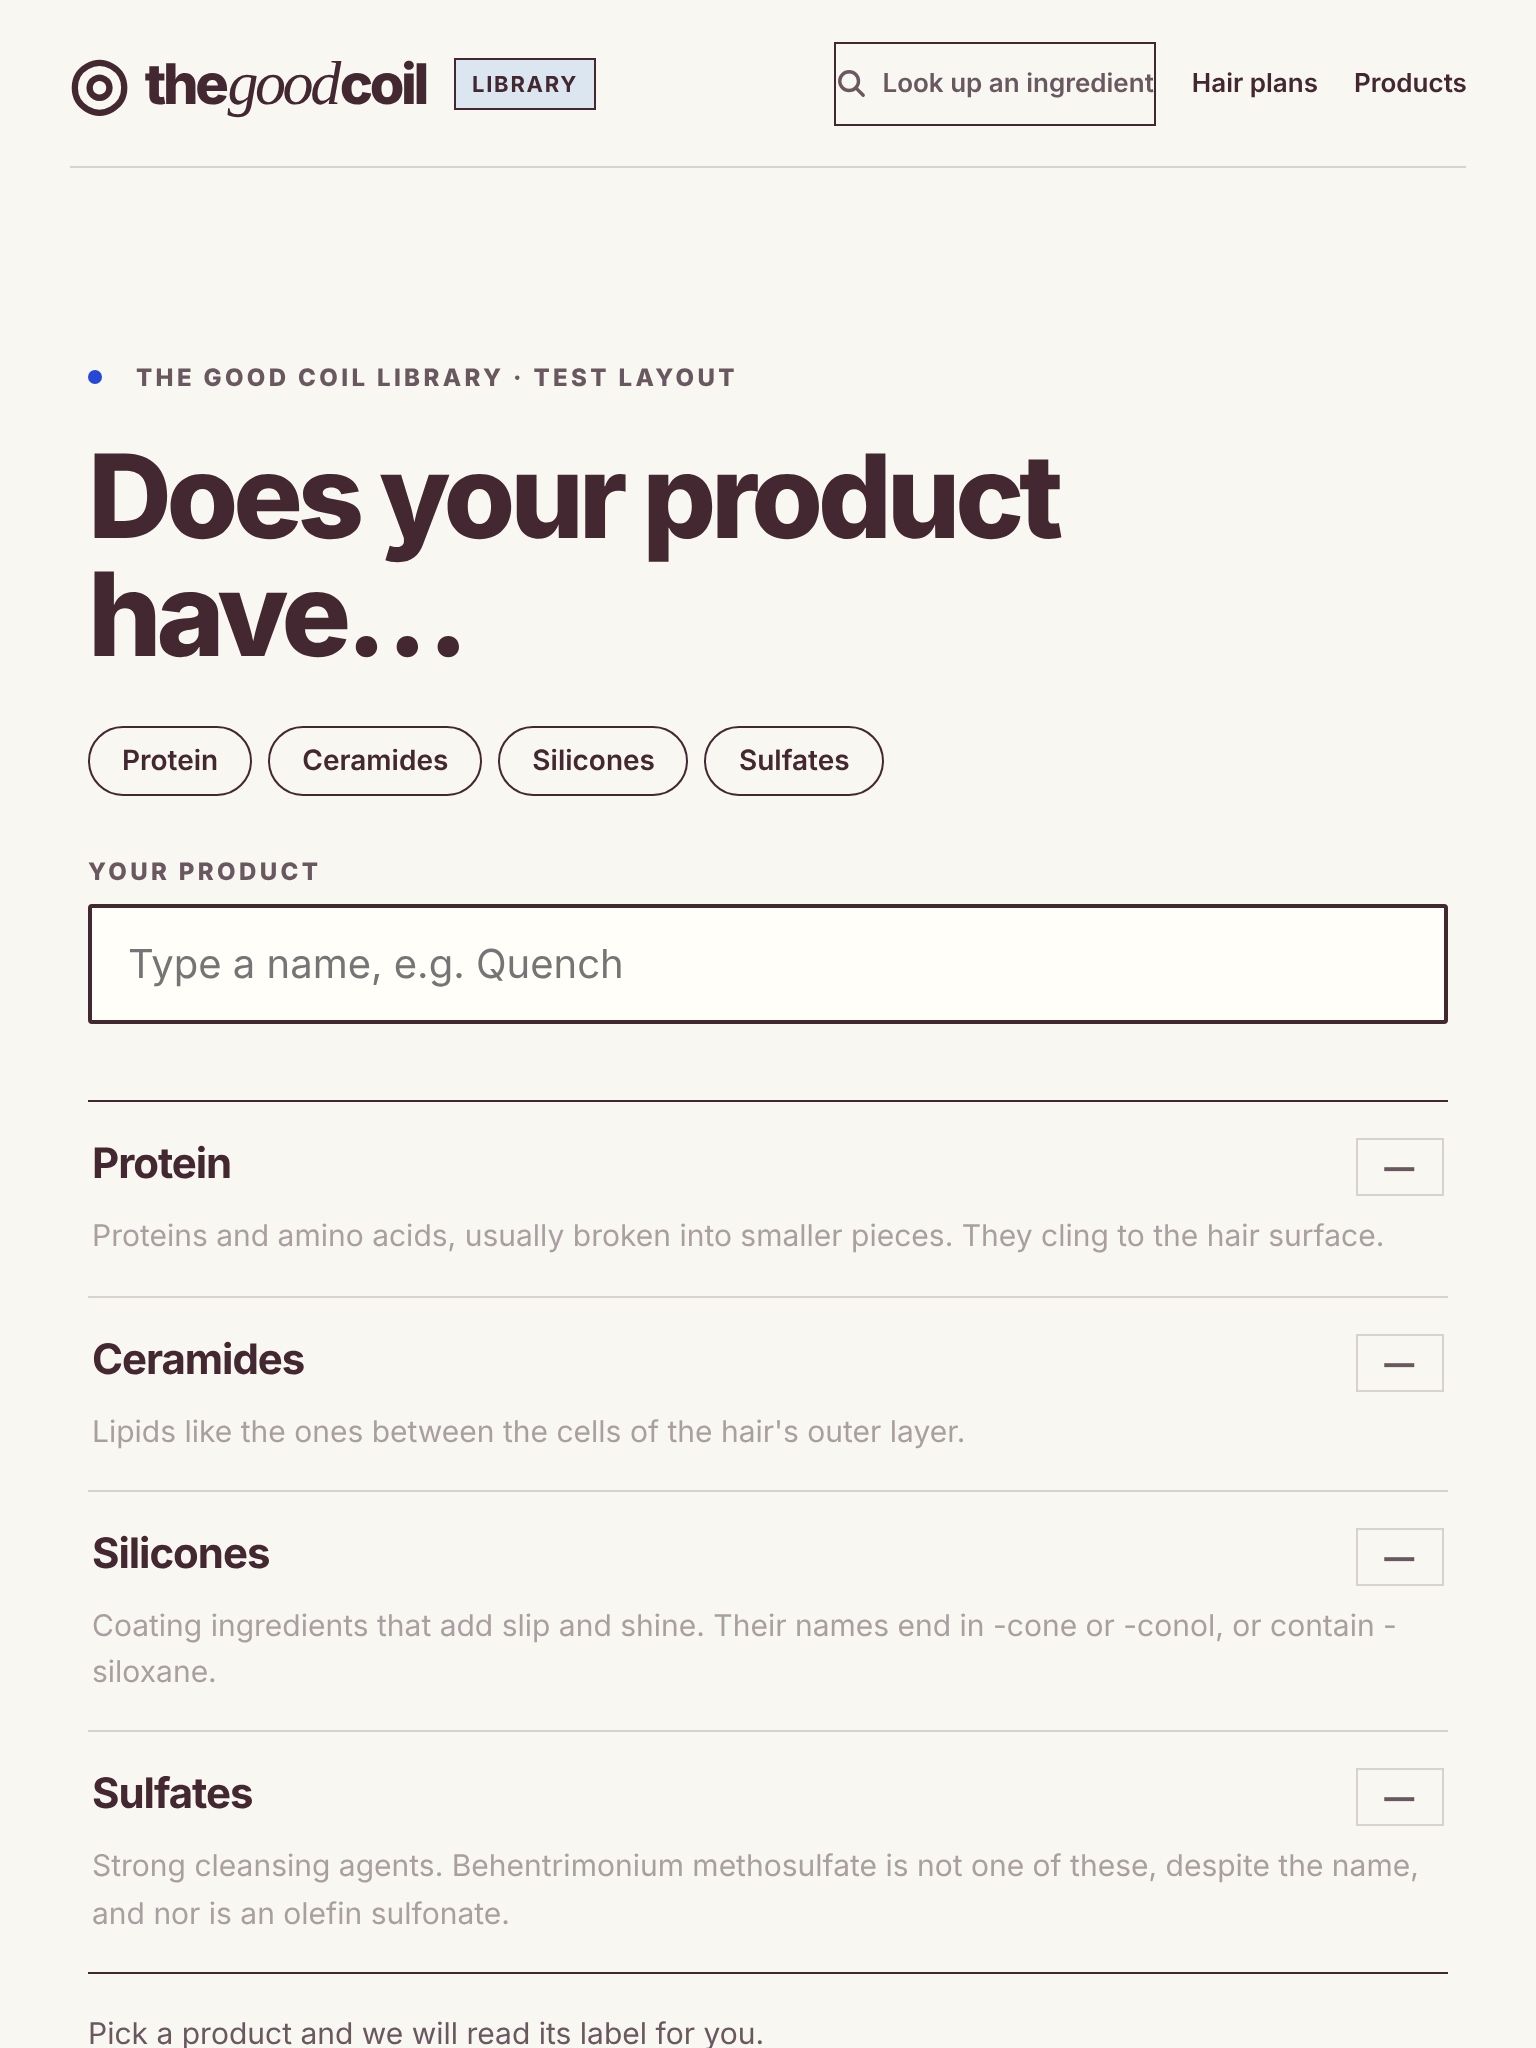 thegoodcoil LIBRARY Look up an ingredient Hair plans Products
THE GOOD COIL LIBRARY · TEST LAYOUT
Does your product
have…
Protein Ceramides Silicones Sulfates
YOUR PRODUCT
Type a name, e.g. Quench
Protein —
Proteins and amino acids, usually broken into smaller pieces. They cling to the hair surface.
Ceramides —
Lipids like the ones between the cells of the hair's outer layer.
Silicones —
Coating ingredients that add slip and shine. Their names end in -cone or -conol, or contain -
siloxane.
Sulfates —
Strong cleansing agents. Behentrimonium methosulfate is not one of these, despite the name,
and nor is an olefin sulfonate.
Pick a product and we will read its label for you.